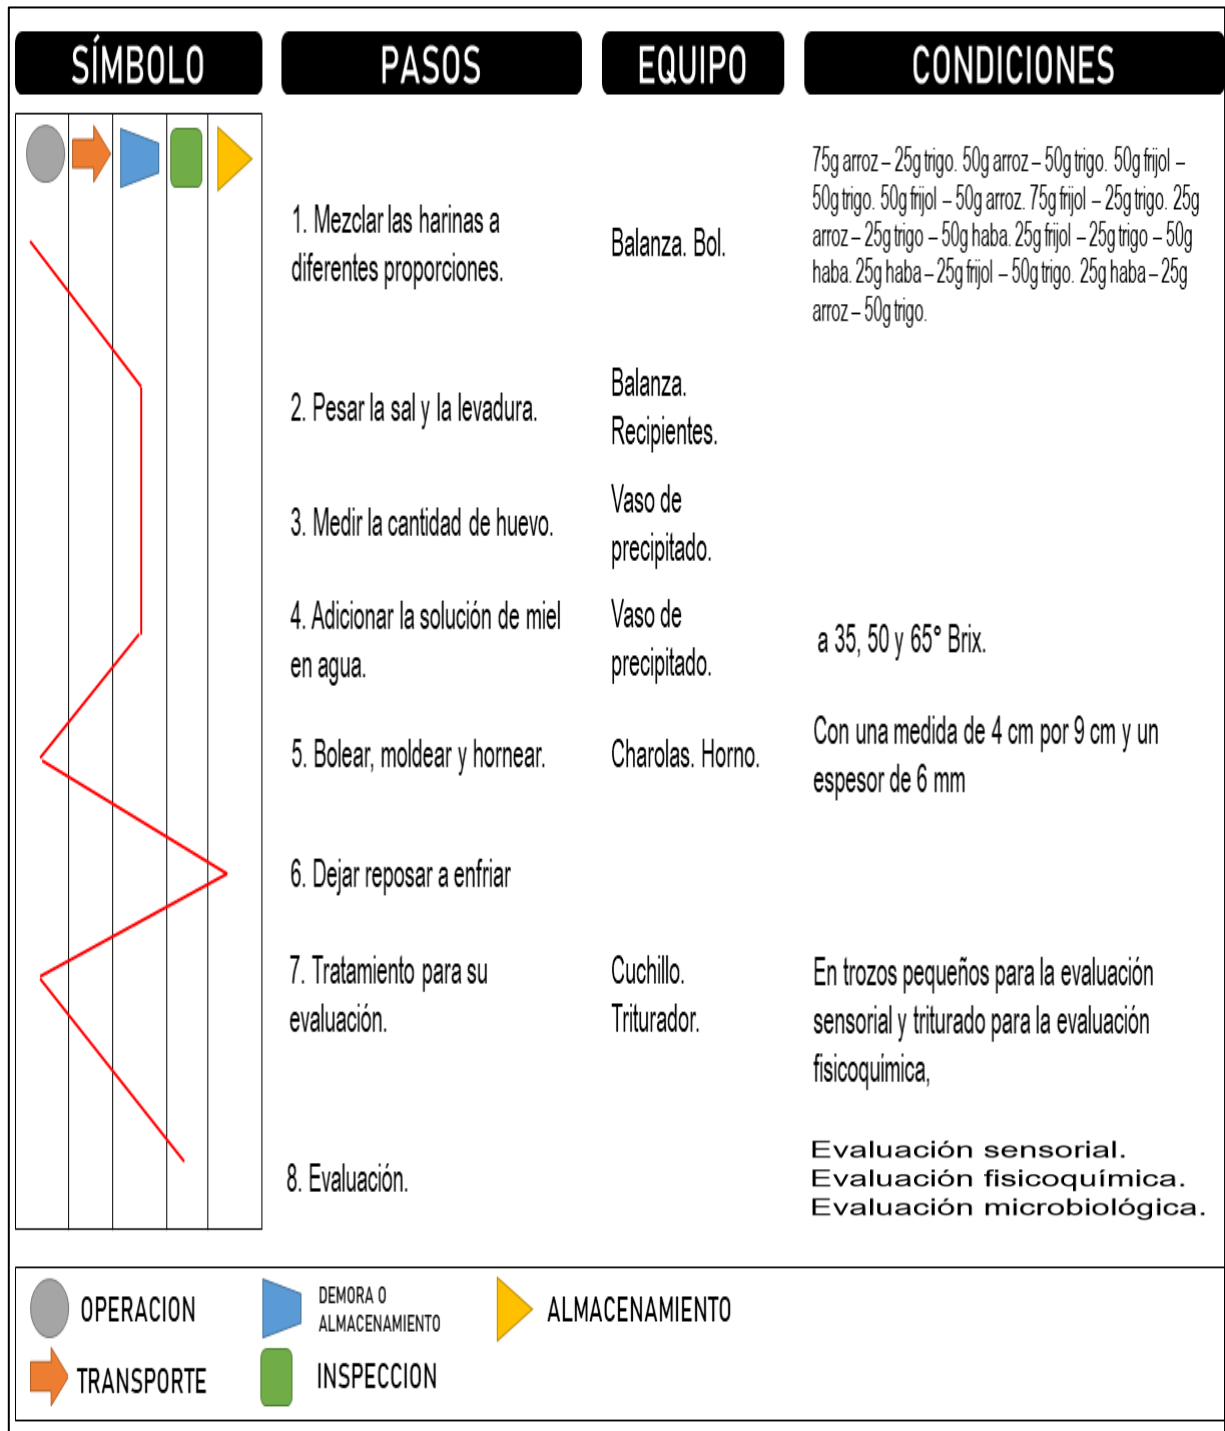 SÍMBOLO PASOS EQUIPO CONDICIONES
1. Mezclar las harinas a
diferentes proporciones.
Balanza. Bol.
75g arroz – 25g trigo. 50g arroz – 50g trigo. 50g frijol –
50g trigo. 50g frijol – 50g arroz. 75g frijol – 25g trigo. 25g
arroz – 25g trigo – 50g haba. 25g frijol – 25g trigo – 50g
haba. 25g haba – 25g frijol – 50g trigo. 25g haba – 25g
arroz – 50g trigo.
2. Pesar la sal y la levadura.
Balanza.
Recipientes.
3. Medir la cantidad de huevo.
Vaso de
precipitado.
4. Adicionar la solución de miel
en agua.
Vaso de
precipitado.
a 35, 50 y 65° Brix.
5. Bolear, moldear y hornear.
Charolas. Horno.
Con una medida de 4 cm por 9 cm y un
espesor de 6 mm
6. Dejar reposar a enfriar
7. Tratamiento para su
evaluación.
Cuchillo.
Triturador.
En trozos pequeños para la evaluación
sensorial y triturado para la evaluación
fisicoquímica,
8. Evaluación.
Evaluación sensorial.
Evaluación fisicoquímica.
Evaluación microbiológica.
OPERACION
DEMORA O
ALMACENAMIENTO
ALMACENAMIENTO
TRANSPORTE
INSPECCION